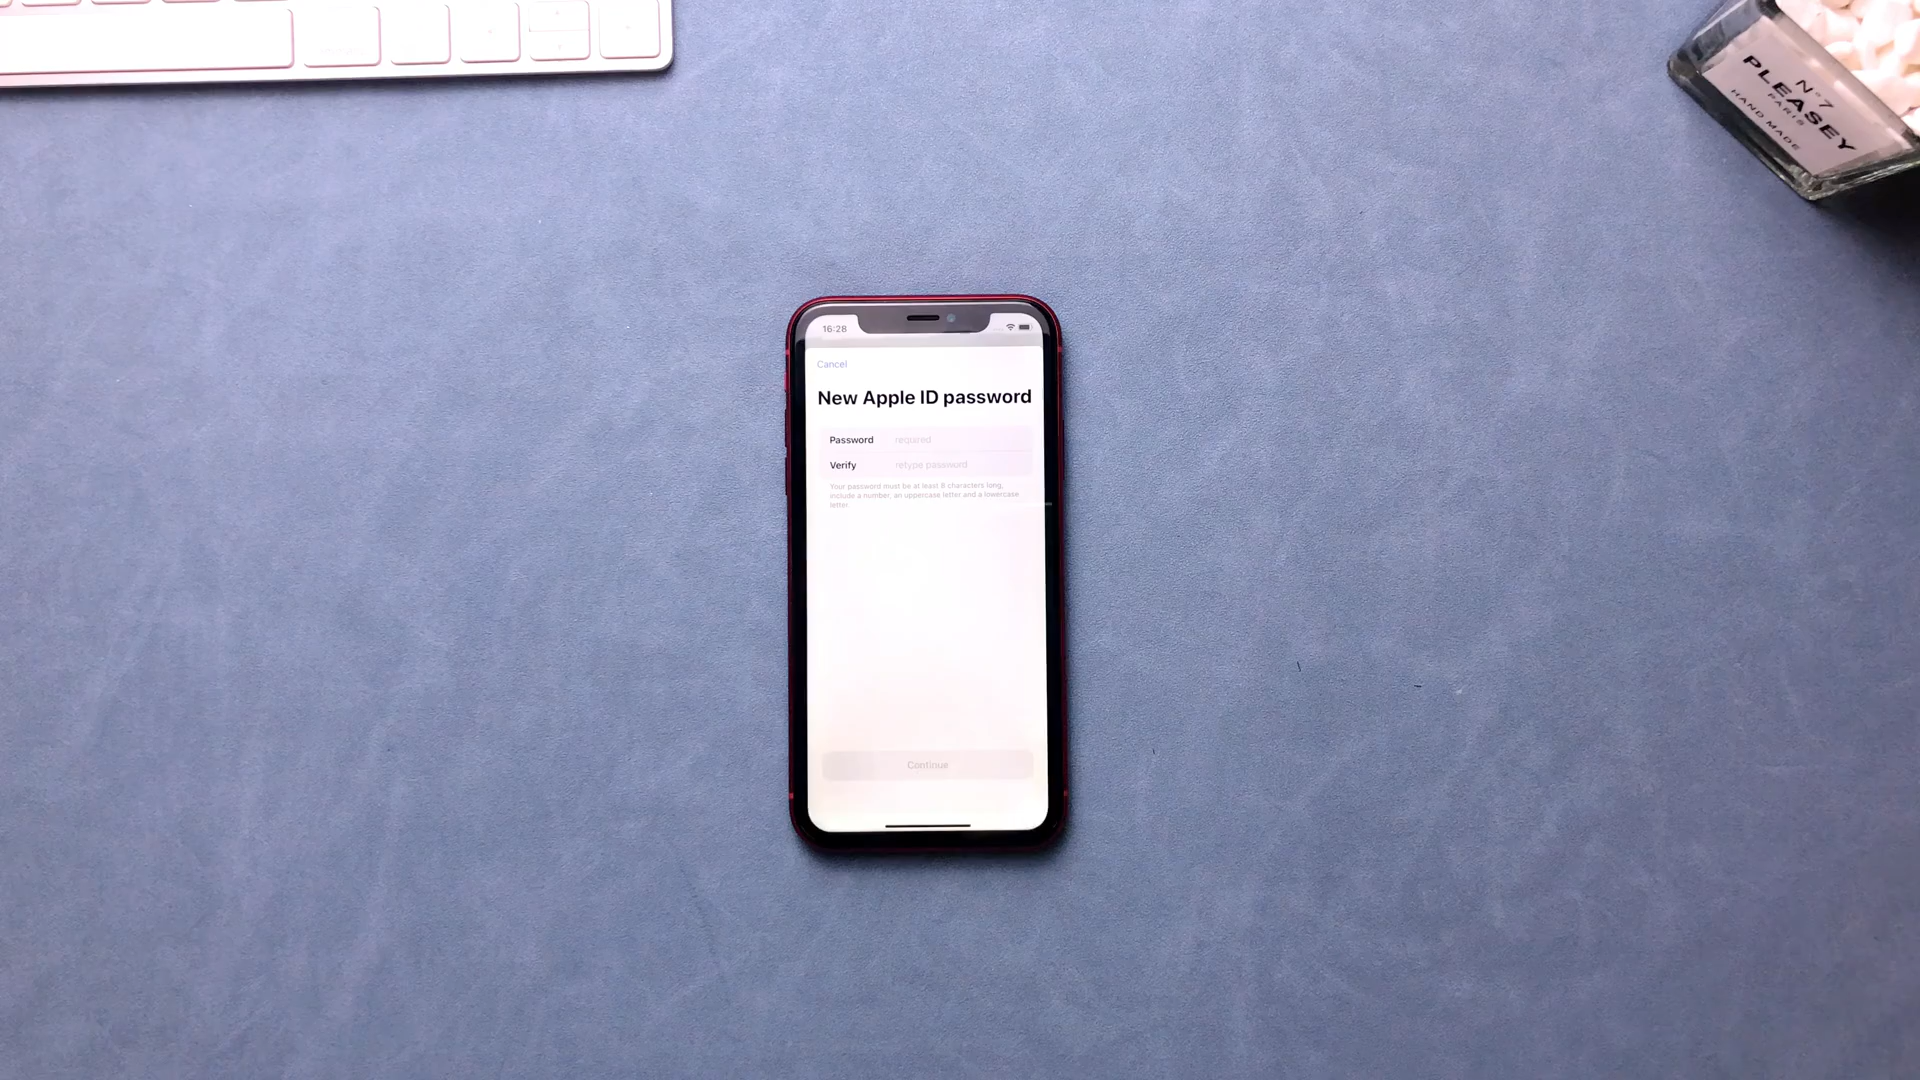 N°7
PLEASEY
PARIS
HAND MADE
16:28
Cancel
New Apple ID password
Password required
Verify retype password
Your password must be at least 8 characters long,
include a number, an uppercase letter and a lowercase
letter.
Continue